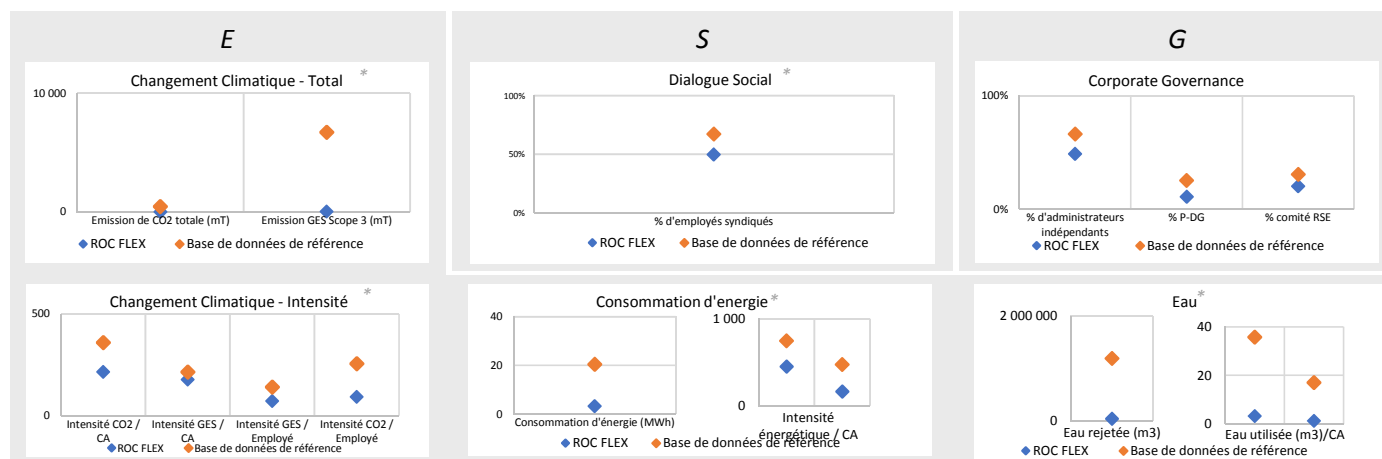 E
S
G
Changement Climatique - Total *
10 000
0
Emission de CO2 totale (mT)
Emission GES Scope 3 (mT)
ROC FLEX
Base de données de référence
Dialogue Social *
100%
50%
0%
% d'employés syndiqués
ROC FLEX
Base de données de référence
Corporate Governance
100%
0%
% d'administrateurs
indépendants
% P-DG
% comité RSE
ROC FLEX
Base de données de référence
Changement Climatique - Intensité *
500
0
Intensité CO2 /
CA
Intensité GES /
CA
Intensité GES /
Employé
Intensité CO2 /
Employé
ROC FLEX
Base de données de référence
Consommation d'energie *
40
20
0
Consommation d'énergie (MWh)
1 000
0
Intensité
énergétique / CA
ROC FLEX
Base de données de référence
Eau *
2 000 000
0
Eau rejetée (m3)
40
20
0
Eau utilisée (m3)/CA
ROC FLEX
Base de données de référence